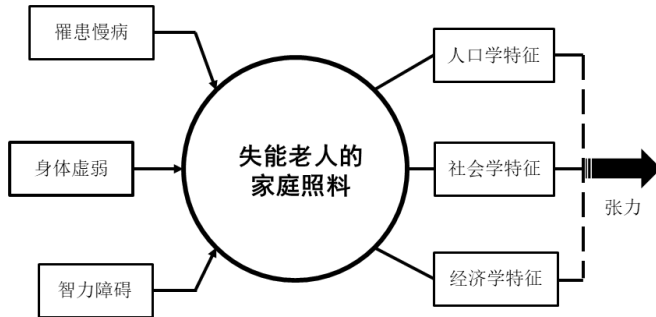 罹患慢病
身体虚弱
智力障碍
失能老人的
家庭照料
人口学特征
社会学特征
经济学特征
张力